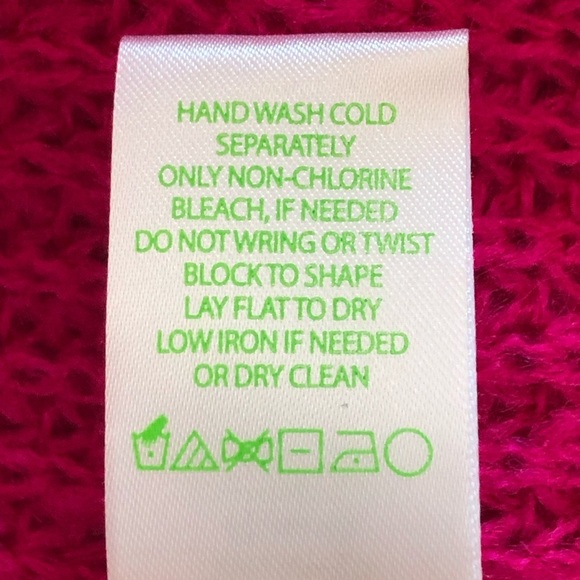 HAND WASH COLD
SEPARATELY
ONLY NON-CHLORINE
BLEACH, IF NEEDED
DO NOT WRING OR TWIST
BLOCK TO SHAPE
LAY FLAT TO DRY
LOW IRON IF NEEDED
OR DRY CLEAN